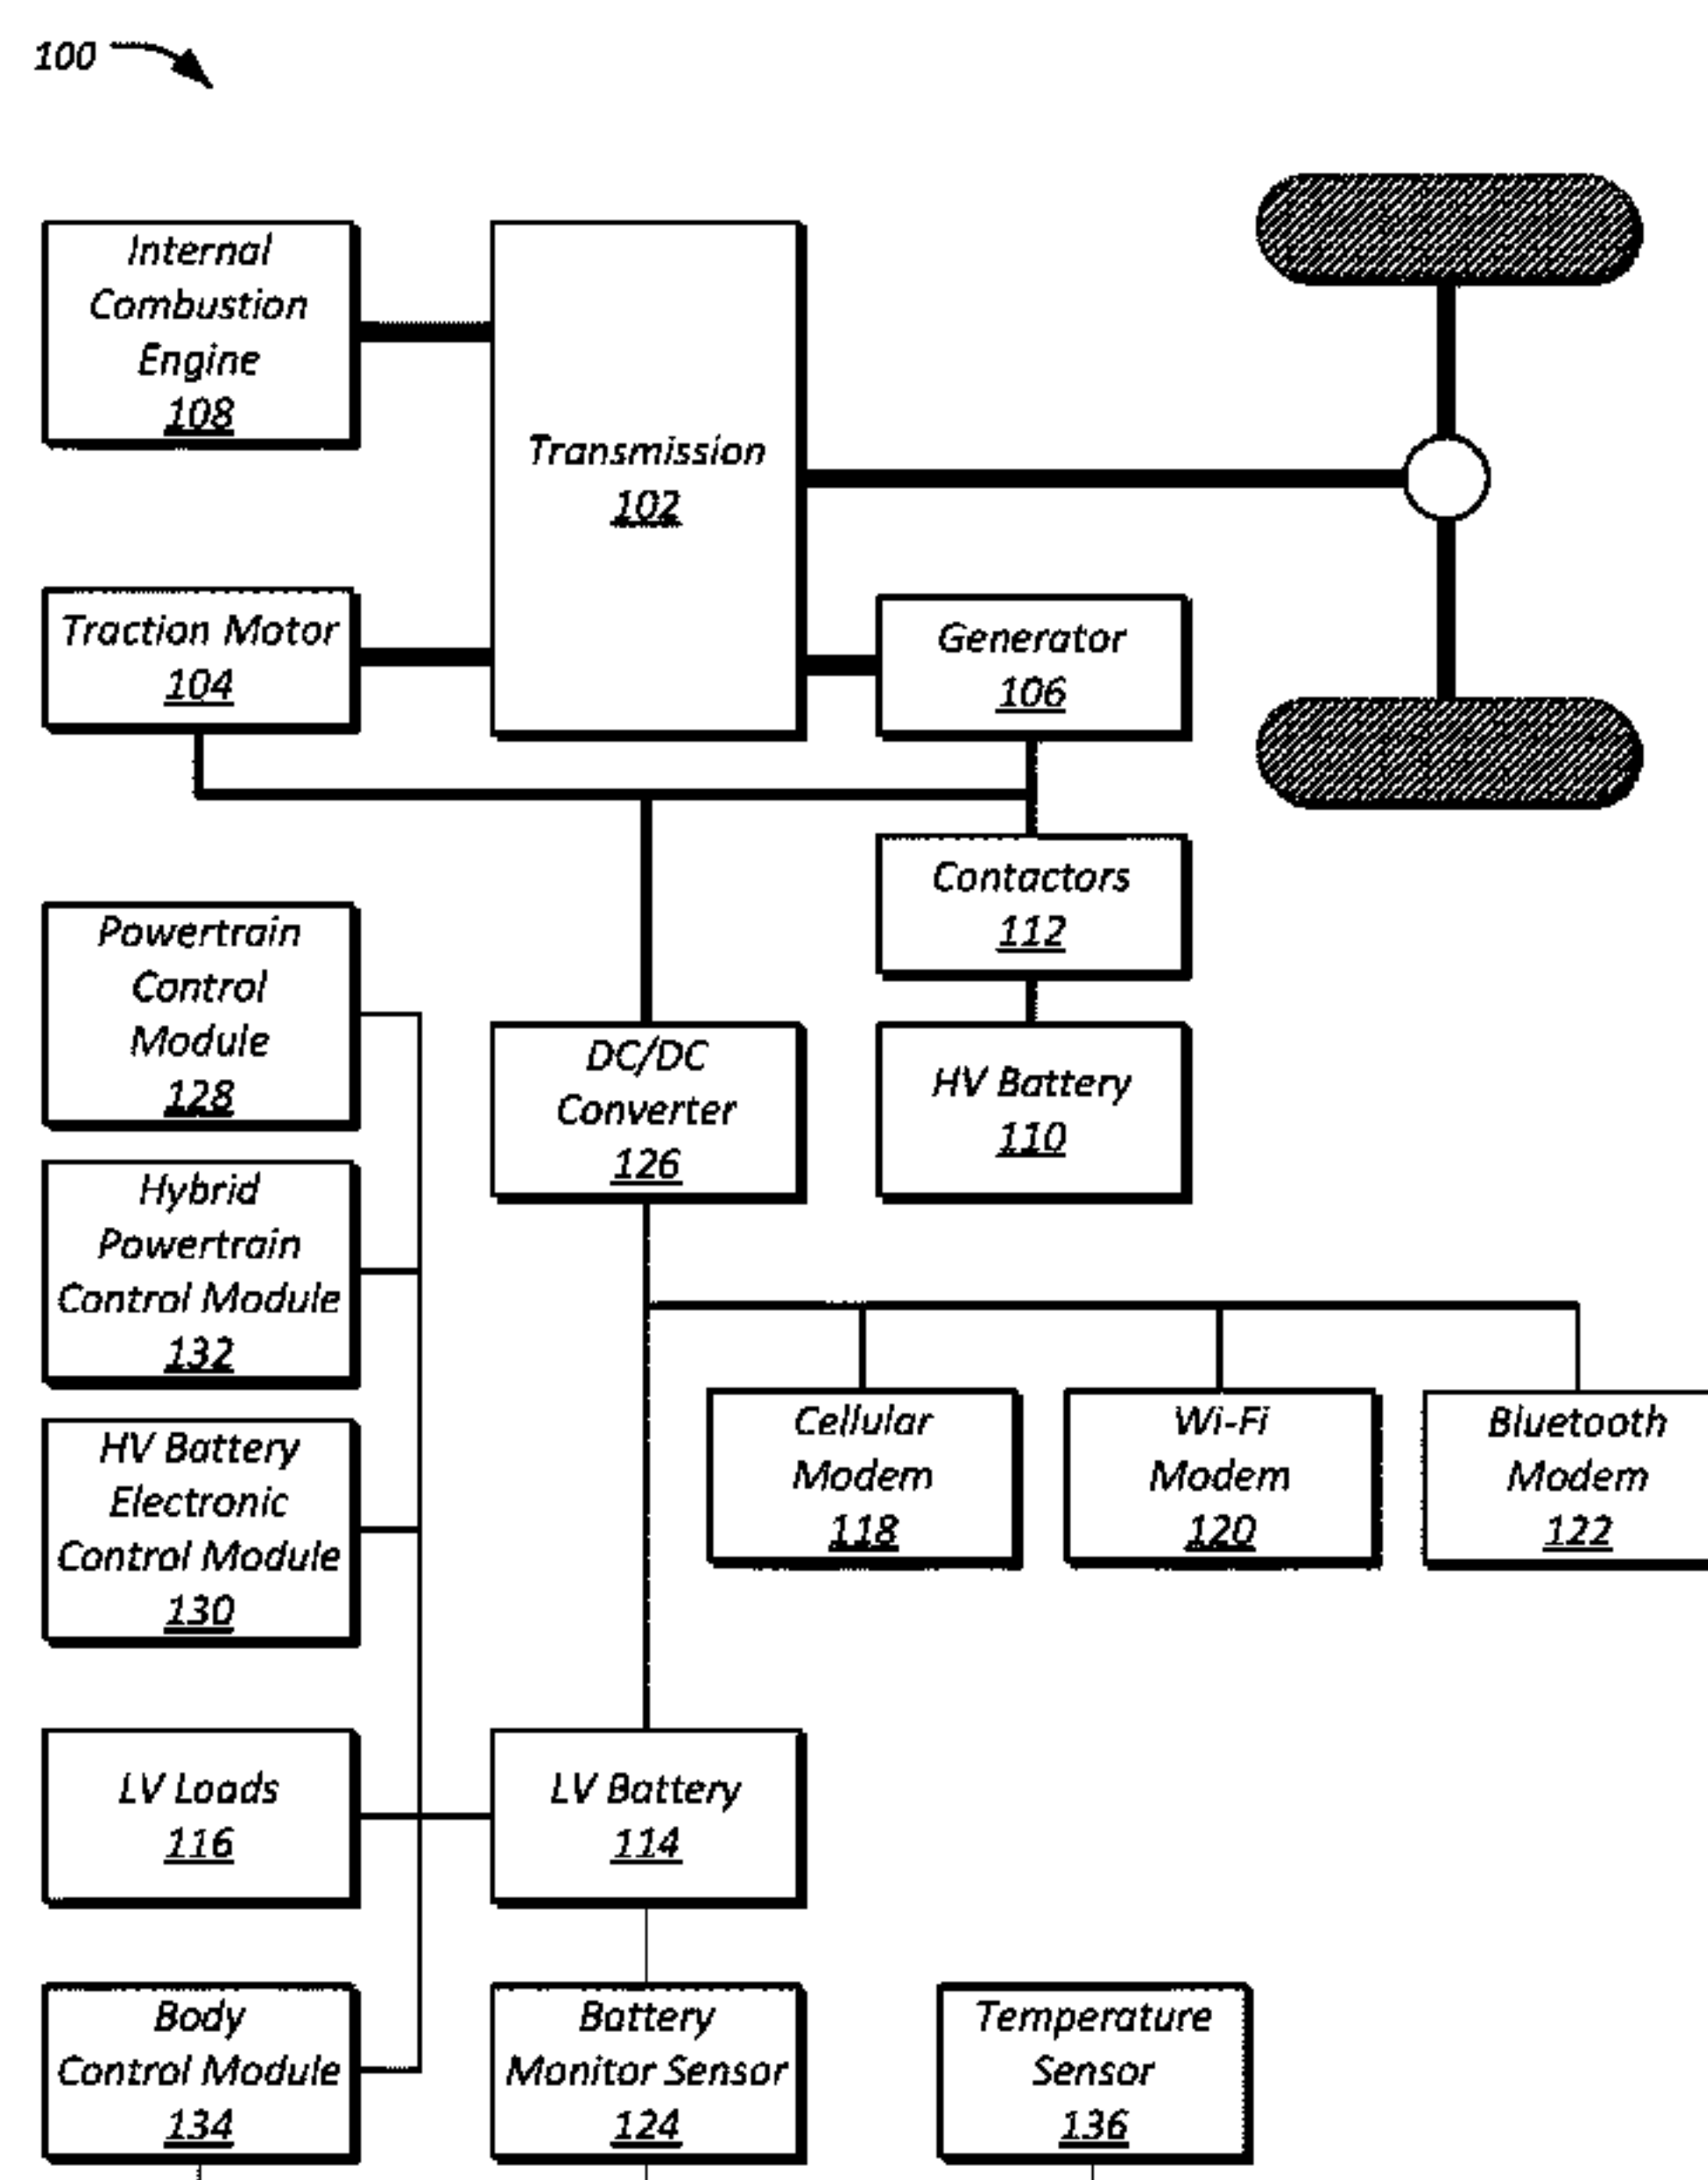 100
Internal
Combustion
Engine
108
Transmission
102
Traction Motor
104
Generator
106
Contactors
112
Powertrain
Control
Module
128
DC/DC
Converter
126
HV Battery
110
Hybrid
Powertrain
Control Module
132
Cellular
Modem
118
Wi-Fi
Modem
120
Bluetooth
Modem
122
HV Battery
Electronic
Control Module
130
LV Loads
116
LV Battery
114
Body
Control Module
134
Battery
Monitor Sensor
124
Temperature
Sensor
136